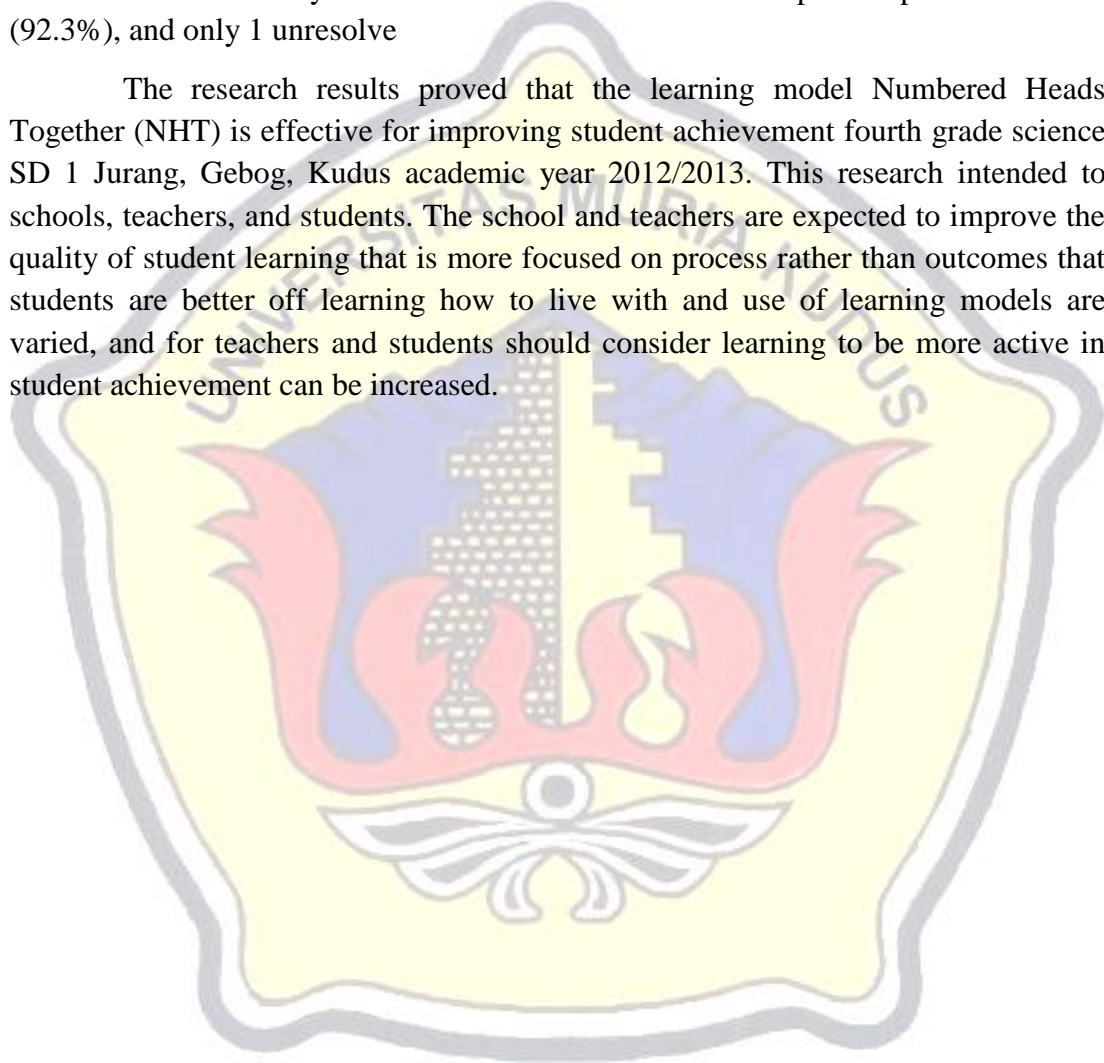 (92.3%), and only 1 unresolve
The research results proved that the learning model Numbered Heads
Together (NHT) is effective for improving student achievement fourth grade science
SD 1 Jurang, Gebog, Kudus academic year 2012/2013. This research intended to
schools, teachers, and students. The school and teachers are expected to improve the
quality of student learning that is more focused on process rather than outcomes that
students are better off learning how to live with and use of learning models are
varied, and for teachers and students should consider learning to be more active in
student achievement can be increased.
UNIVERSITAS MURIA KUDUS